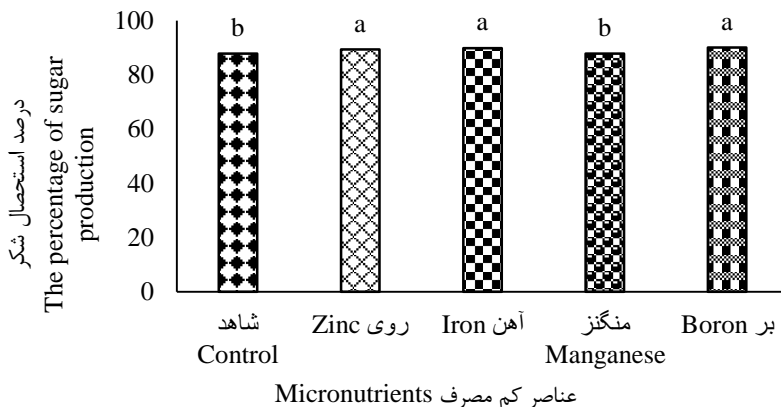 درصد استحصال شکر
The percentage of sugar
production
100
80
60
40
20
0
b
a
a
b
a
شاهد
Control
روی Zinc
آهن Iron
منگنز
Manganese
بر Boron
عناصر کم مصرف Micronutrients